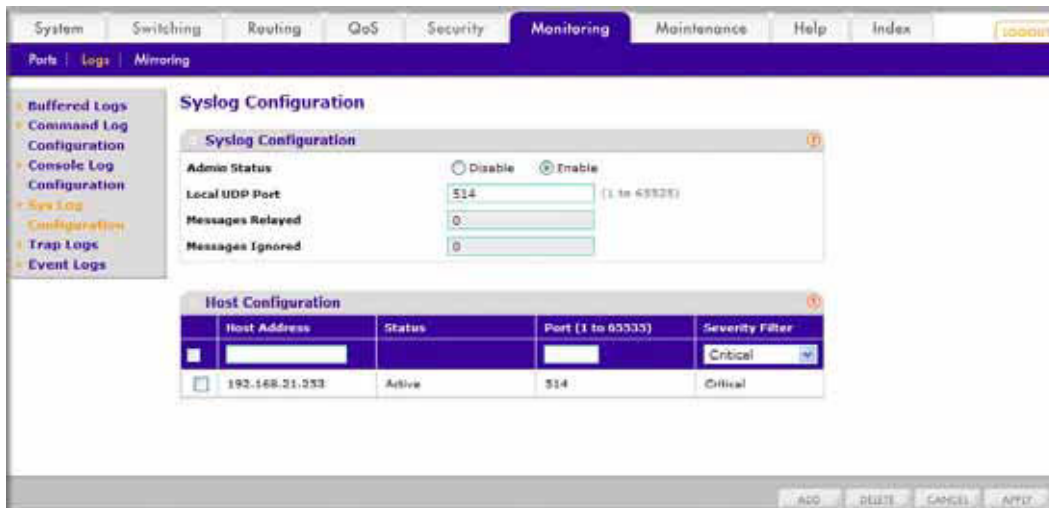 System Switching Routing QoS Security Monitoring Maintenance Help Index LOGOUT
Ports Logs Mirroring
Buffered Logs
Command Log
Configuration
Console Log
Configuration
Sys Log
Configuration
Trap Logs
Event Logs
Syslog Configuration
Syslog Configuration
Admin Status Disable Enable
Local UDP Port 514 (1 to 65535)
Messages Relayed 0
Messages Ignored 0
Host Configuration
Host Address Status Port (1 to 65535) Severity Filter
Critical
192.168.21.253 Active 514 Critical
ADD DELETE CANCEL APPLY